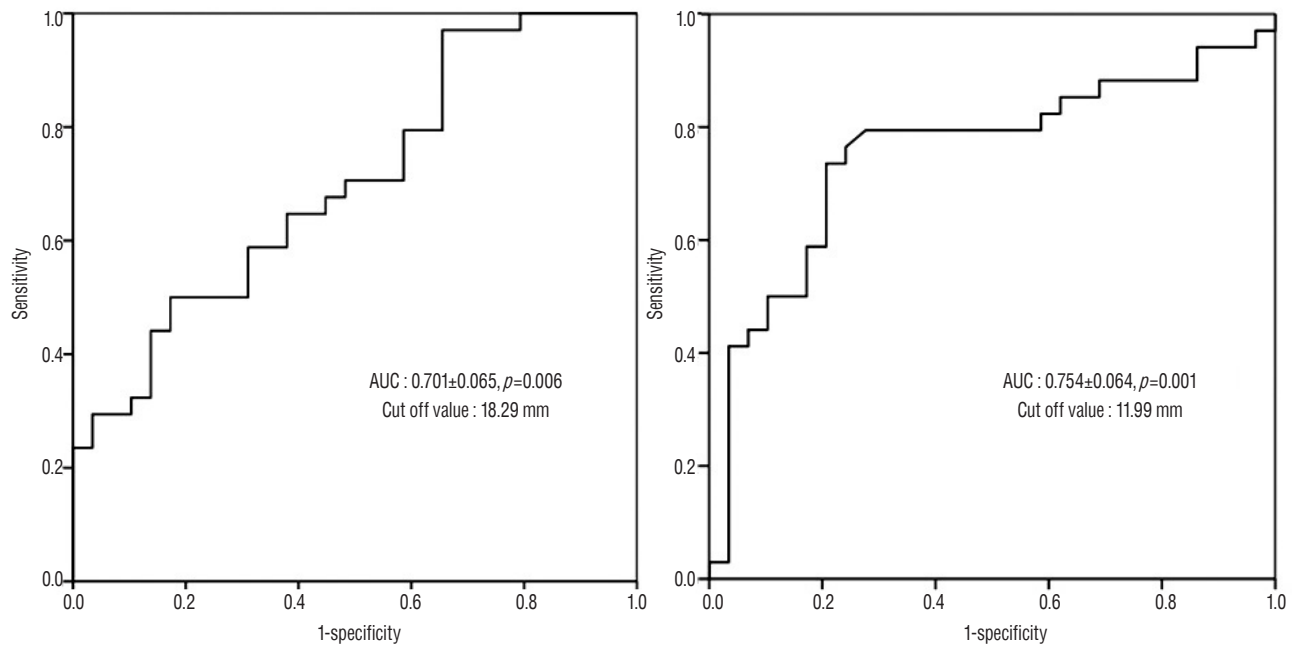 1.0
0.8
0.6
0.4
0.2
0.0
Sensitivity
AUC : 0.701±0.065, p=0.006
Cut off value : 18.29 mm
0.0 0.2 0.4 0.6 0.8 1.0
1-specificity
1.0
0.8
0.6
0.4
0.2
0.0
Sensitivity
AUC : 0.754±0.064, p=0.001
Cut off value : 11.99 mm
0.0 0.2 0.4 0.6 0.8 1.0
1-specificity